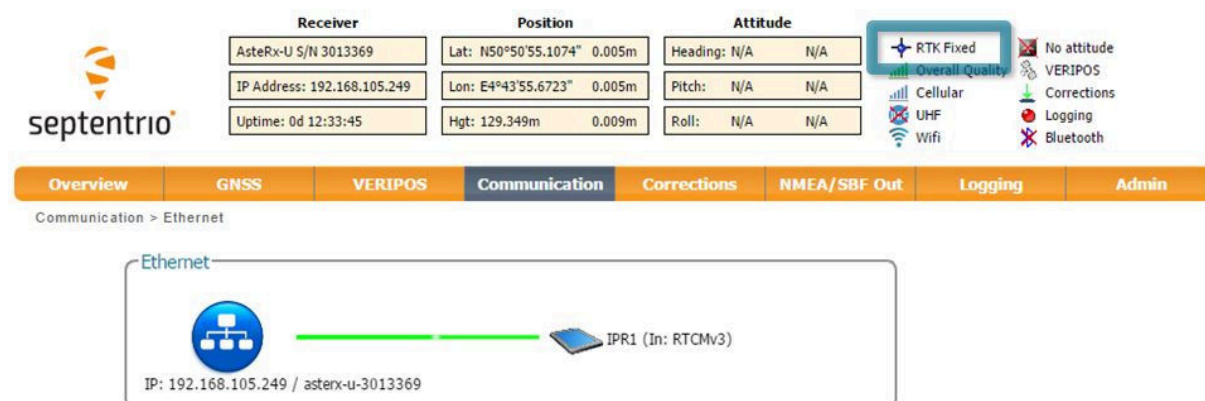 Receiver
Position
Attitude
AsteRx-U S/N 3013369
Lat: N50°50'55.1074" 0.005m
Heading: N/A N/A
RTK Fixed
No attitude
IP Address: 192.168.105.249
Lon: E4°43'55.6723" 0.005m
Pitch: N/A N/A
Overall Quality
VERIPOS
Cellular
Corrections
septentrio
Uptime: 0d 12:33:45
Hgt: 129.349m 0.009m
Roll: N/A N/A
UHF
Logging
Wifi
Bluetooth
Overview GNSS VERIPOS Communication Corrections NMEA/SBF Out Logging Admin
Communication > Ethernet
Ethernet
IPR1 (In: RTCMv3)
IP: 192.168.105.249 / asterx-u-3013369